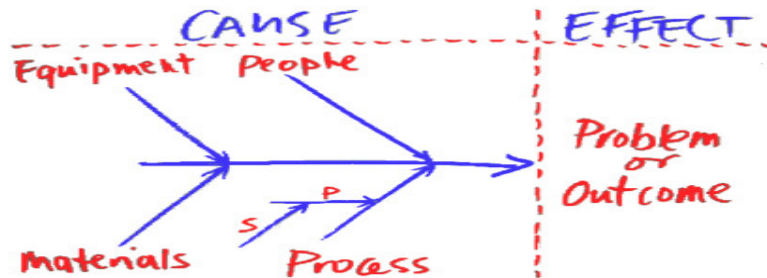 CAUSE EFFECT
Equipment People
Problem
or
Outcome
P
S
Materials Process